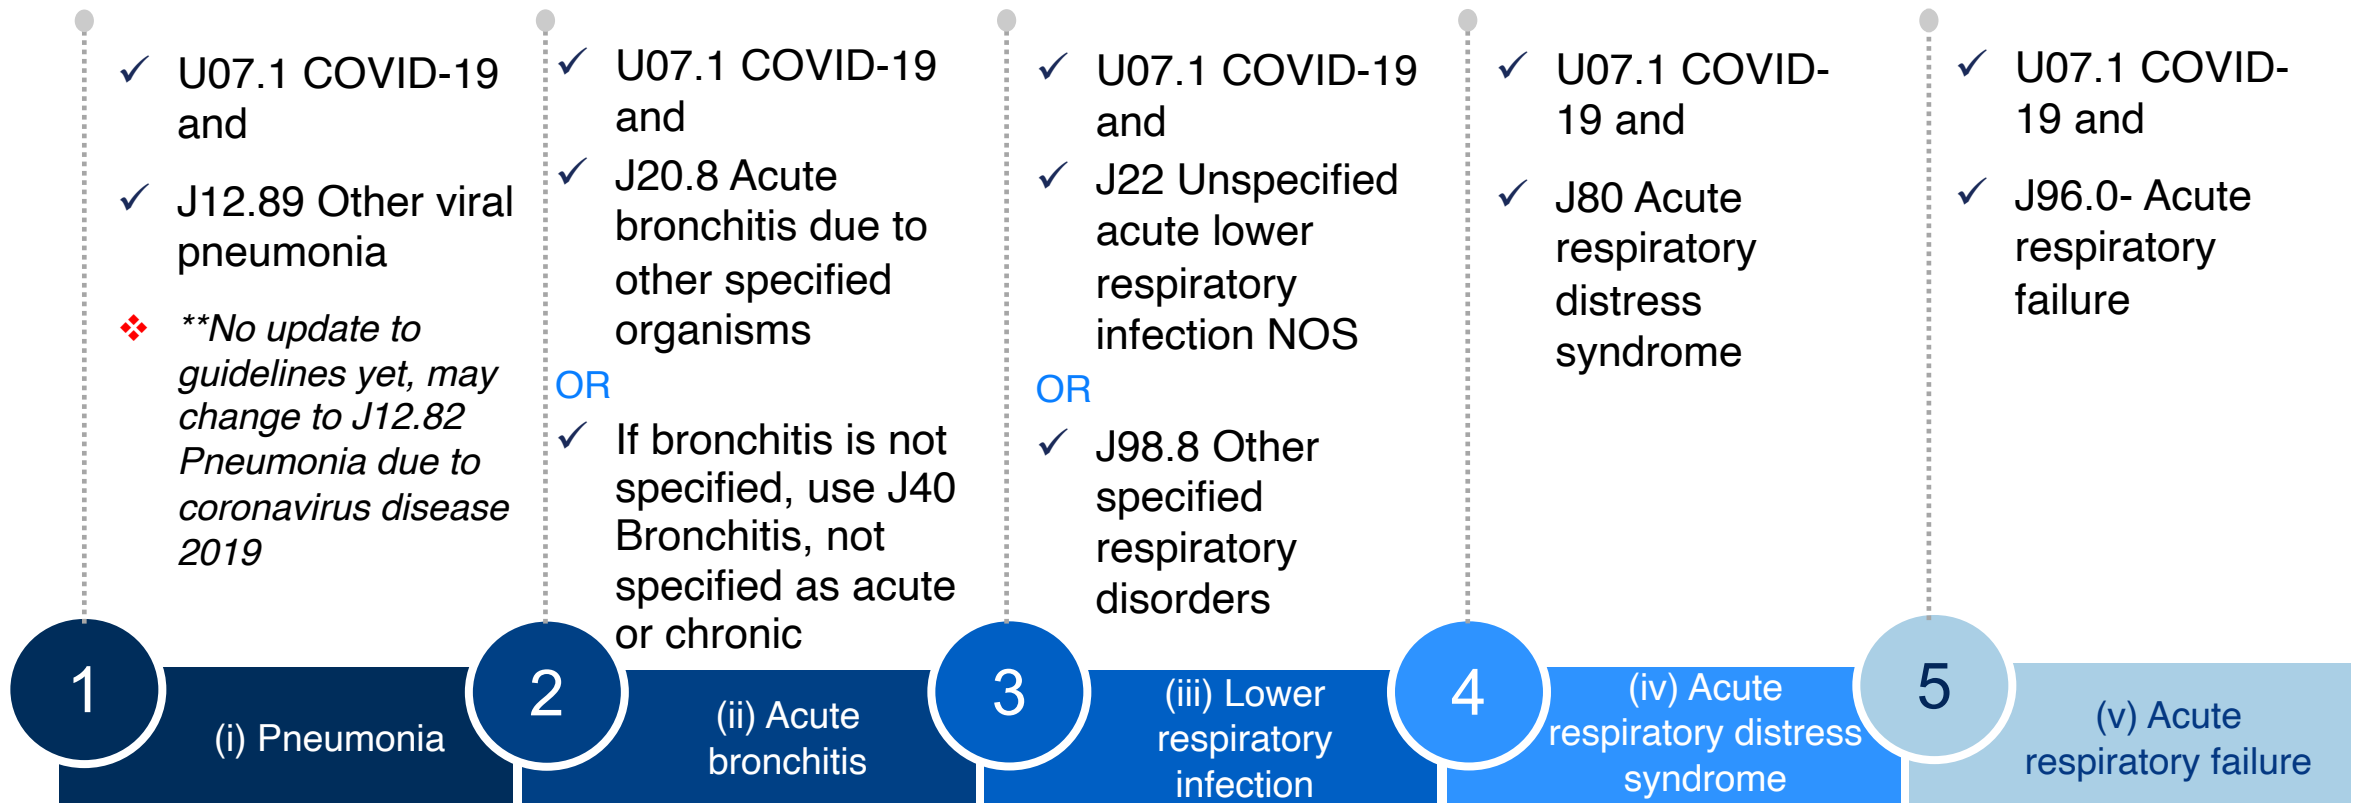 U07.1 COVID-19
and
J12.89 Other viral
pneumonia
**No update to
guidelines yet, may
change to J12.82
Pneumonia due to
coronavirus disease
2019
1
(i) Pneumonia
U07.1 COVID-19
and
J20.8 Acute
bronchitis due to
other specified
organisms
OR
If bronchitis is not
specified, use J40
Bronchitis, not
specified as acute
or chronic
2
(ii) Acute
bronchitis
U07.1 COVID-19
and
J22 Unspecified
acute lower
respiratory
infection NOS
OR
J98.8 Other
specified
respiratory
disorders
3
(iii) Lower
respiratory
infection
U07.1 COVID-
19 and
J80 Acute
respiratory
distress
syndrome
4
(iv) Acute
respiratory distress
syndrome
U07.1 COVID-
19 and
J96.0- Acute
respiratory
failure
5
(v) Acute
respiratory failure